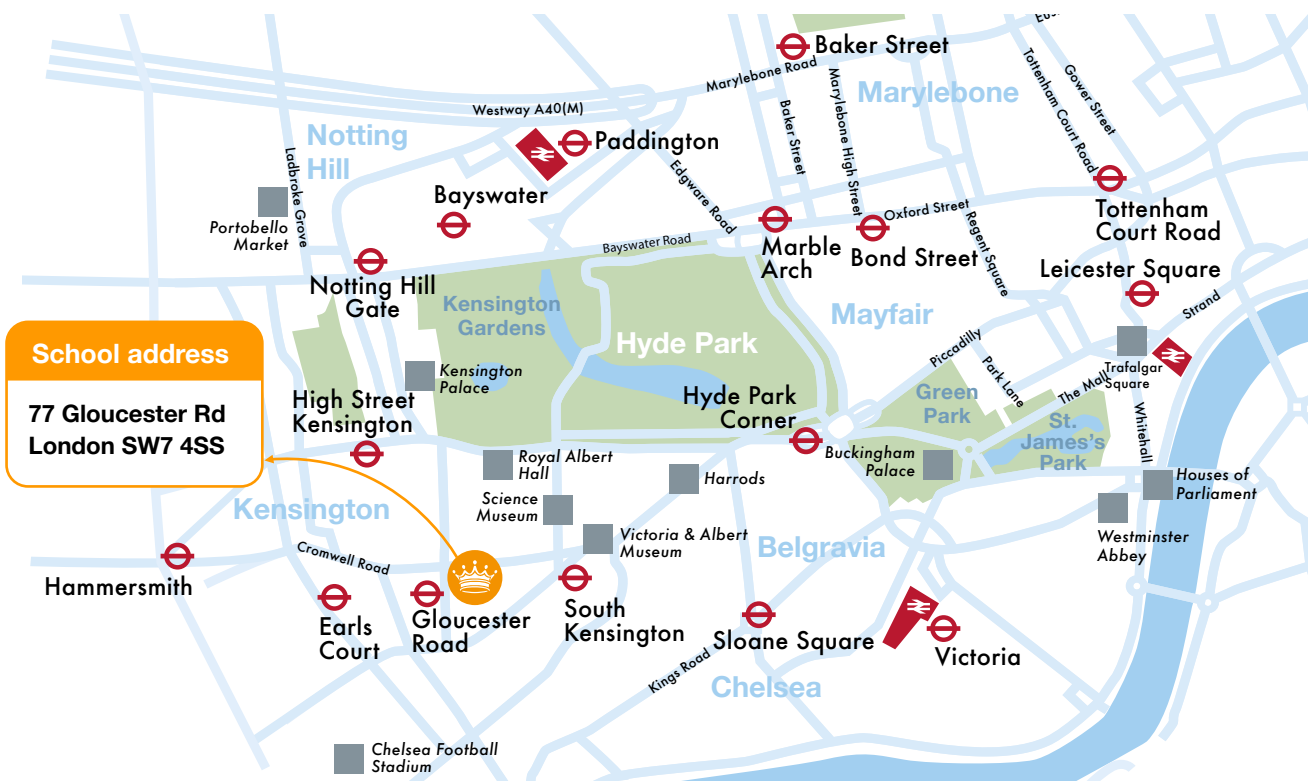 Baker Street
Eus
Marylebone Road
Marylebone
Gower Street
Tottenham Court Road
Westway A40(M)
Notting
Hill
Paddington
Baker Street
Marylebone High Street
Ladbroke Grove
Edgware Road
Bayswater
Portobello
Market
Oxford Street
Tottenham
Court Road
Regent Square
Bayswater Road
Marble
Arch
Bond Street
Leicester Square
Notting Hill
Gate
Kensington
Gardens
Mayfair
Strand
Hyde Park
School address
77 Gloucester Rd
London SW7 4SS
Piccadilly
Park Lane
Trafalgar
Square
Kensington
Palace
The Mall
High Street
Kensington
Hyde Park
Corner
Green
Park
St.
James's
Park
Whitehall
Royal Albert
Hall
Harrods
Buckingham
Palace
Houses of
Parliament
Science
Museum
Kensington
Victoria & Albert
Museum
Belgravia
Westminster
Abbey
Cromwell Road
Hammersmith
Earls
Court
Gloucester
Road
South
Kensington
Sloane Square
Victoria
Kings Road
Chelsea
Chelsea Football
Stadium